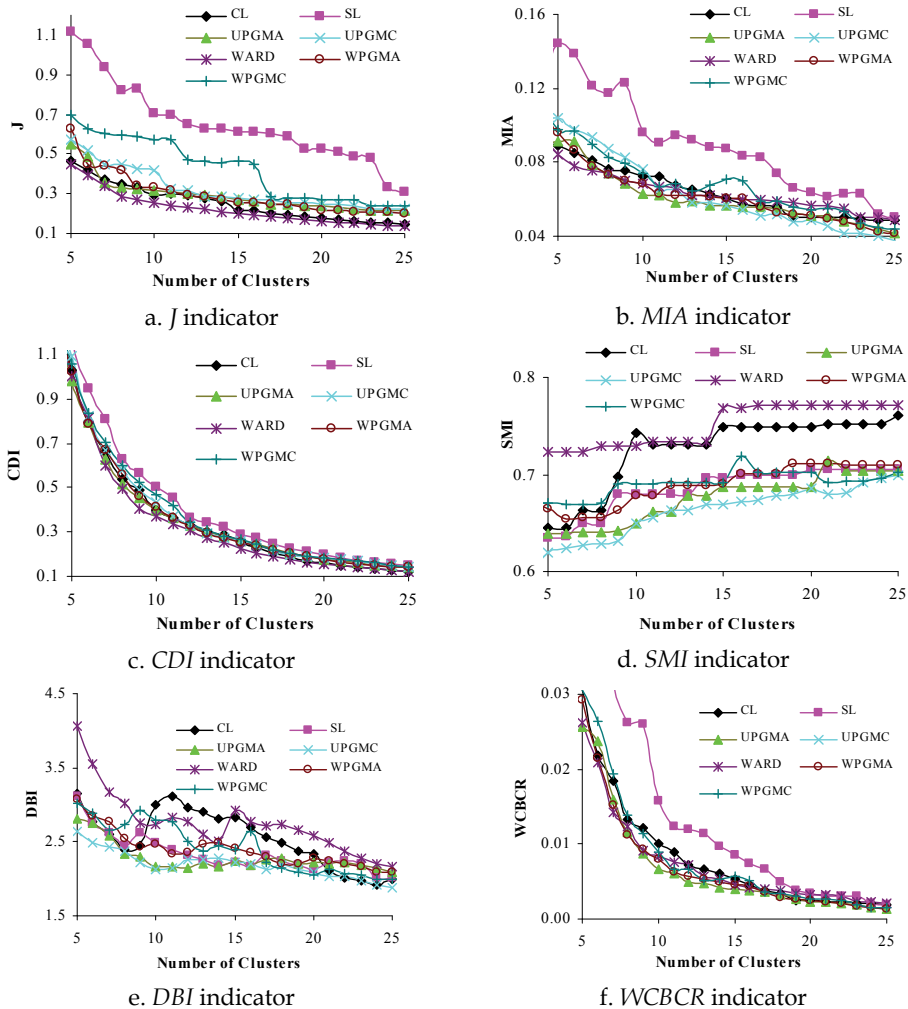 CL
SL
UPGMA
UPGMC
WARD
WPGMA
WPGMC
1.1
0.9
0.7
0.5
0.3
0.1
J
5 10 15 20 25
Number of Clusters
a. J indicator
CL
SL
UPGMA
UPGMC
WARD
WPGMA
WPGMC
0.16
0.12
0.08
0.04
MIA
5 10 15 20 25
Number of Clusters
b. MIA indicator
CL
SL
UPGMA
UPGMC
WARD
WPGMA
WPGMC
1.1
0.9
0.7
0.5
0.3
0.1
CDI
5 10 15 20 25
Number of Clusters
c. CDI indicator
CL
SL
UPGMA
UPGMC
WARD
WPGMA
WPGMC
0.8
0.7
0.6
SMI
5 10 15 20 25
Number of Clusters
d. SMI indicator
CL
SL
UPGMA
UPGMC
WARD
WPGMA
WPGMC
4.5
3.5
2.5
1.5
DBI
5 10 15 20 25
Number of Clusters
e. DBI indicator
CL
SL
UPGMA
UPGMC
WARD
WPGMA
WPGMC
0.03
0.02
0.01
0.00
WCBCR
5 10 15 20 25
Number of Clusters
f. WCBCR indicator